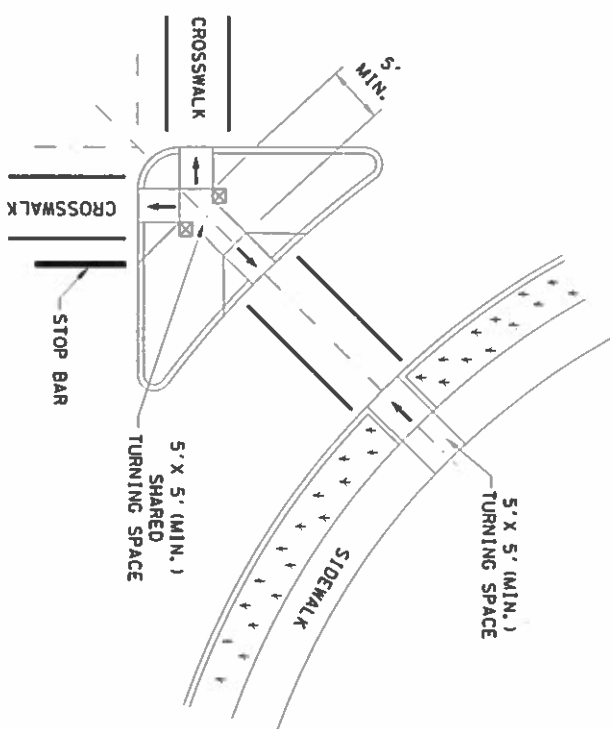 CROSSWALK
5'
MIN.
CROSSWALK
STOP BAR
5'X 5'(MIN.)
SHARED
TURNING SPACE
5'X 5'(MIN.)
TURNING SPACE
SIDEWALK